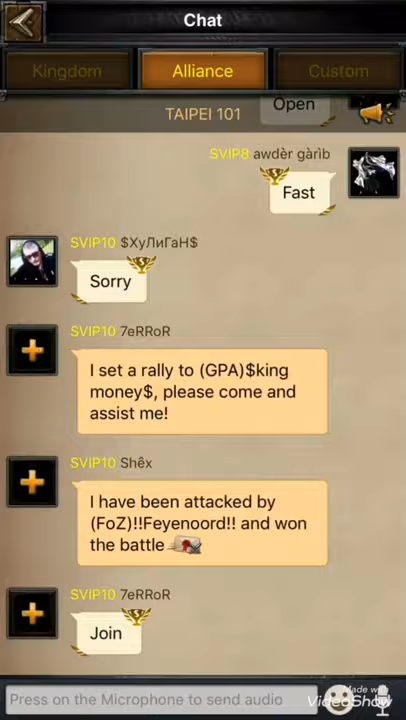 Chat
Kingdom
Alliance
Custom
TAIPEI 101
Open
SVIP8 awdèr gàrìb
Fast
SVIP10 $ХуЛиГаН$
Sorry
SVIP10 7eRRoR
I set a rally to (GPA)$king
money$, please come and
assist me!
SVIP10 Shêx
I have been attacked by
(FoZ)!!Feyenoord!! and won
the battle
SVIP10 7eRRoR
Join
Press on the Microphone to send audio
Made with
VideoShow